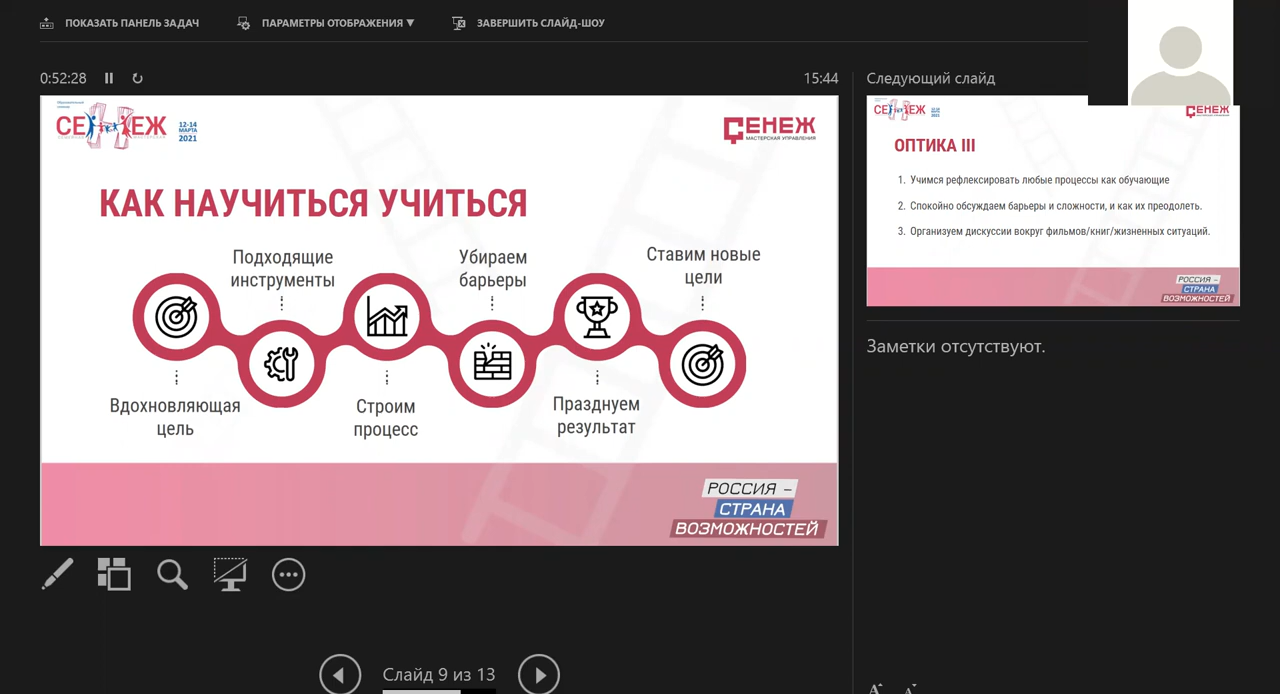 ПОКАЗАТЬ ПАНЕЛЬ ЗАДАЧ
ПАРАМЕТРЫ ОТОБРАЖЕНИЯ ▼
ЗАВЕРШИТЬ СЛАЙД-ШОУ
0:52:28
15:44
СЕНЕЖ
12-14
МАРТА
2021
СЕНЕЖ
МАСТЕРСКАЯ УПРАВЛЕНИЯ
КАК НАУЧИТЬСЯ УЧИТЬСЯ
Вдохновляющая
цель
Подходящие
инструменты
Строим
процесс
Убираем
барьеры
Празднуем
результат
Ставим новые
цели
РОССИЯ –
СТРАНА
ВОЗМОЖНОСТЕЙ
Слайд 9 из 13
Следующий слайд
СЕНЕЖ
СЕНЕЖ
МАСТЕРСКАЯ УПРАВЛЕНИЯ
ОПТИКА III
1. Учимся рефлексировать любые процессы как обучающие
2. Спокойно обсуждаем барьеры и сложности, и как их преодолеть.
3. Организуем дискуссии вокруг фильмов/книг/жизненных ситуаций.
РОССИЯ –
СТРАНА
ВОЗМОЖНОСТЕЙ
Заметки отсутствуют.
A A